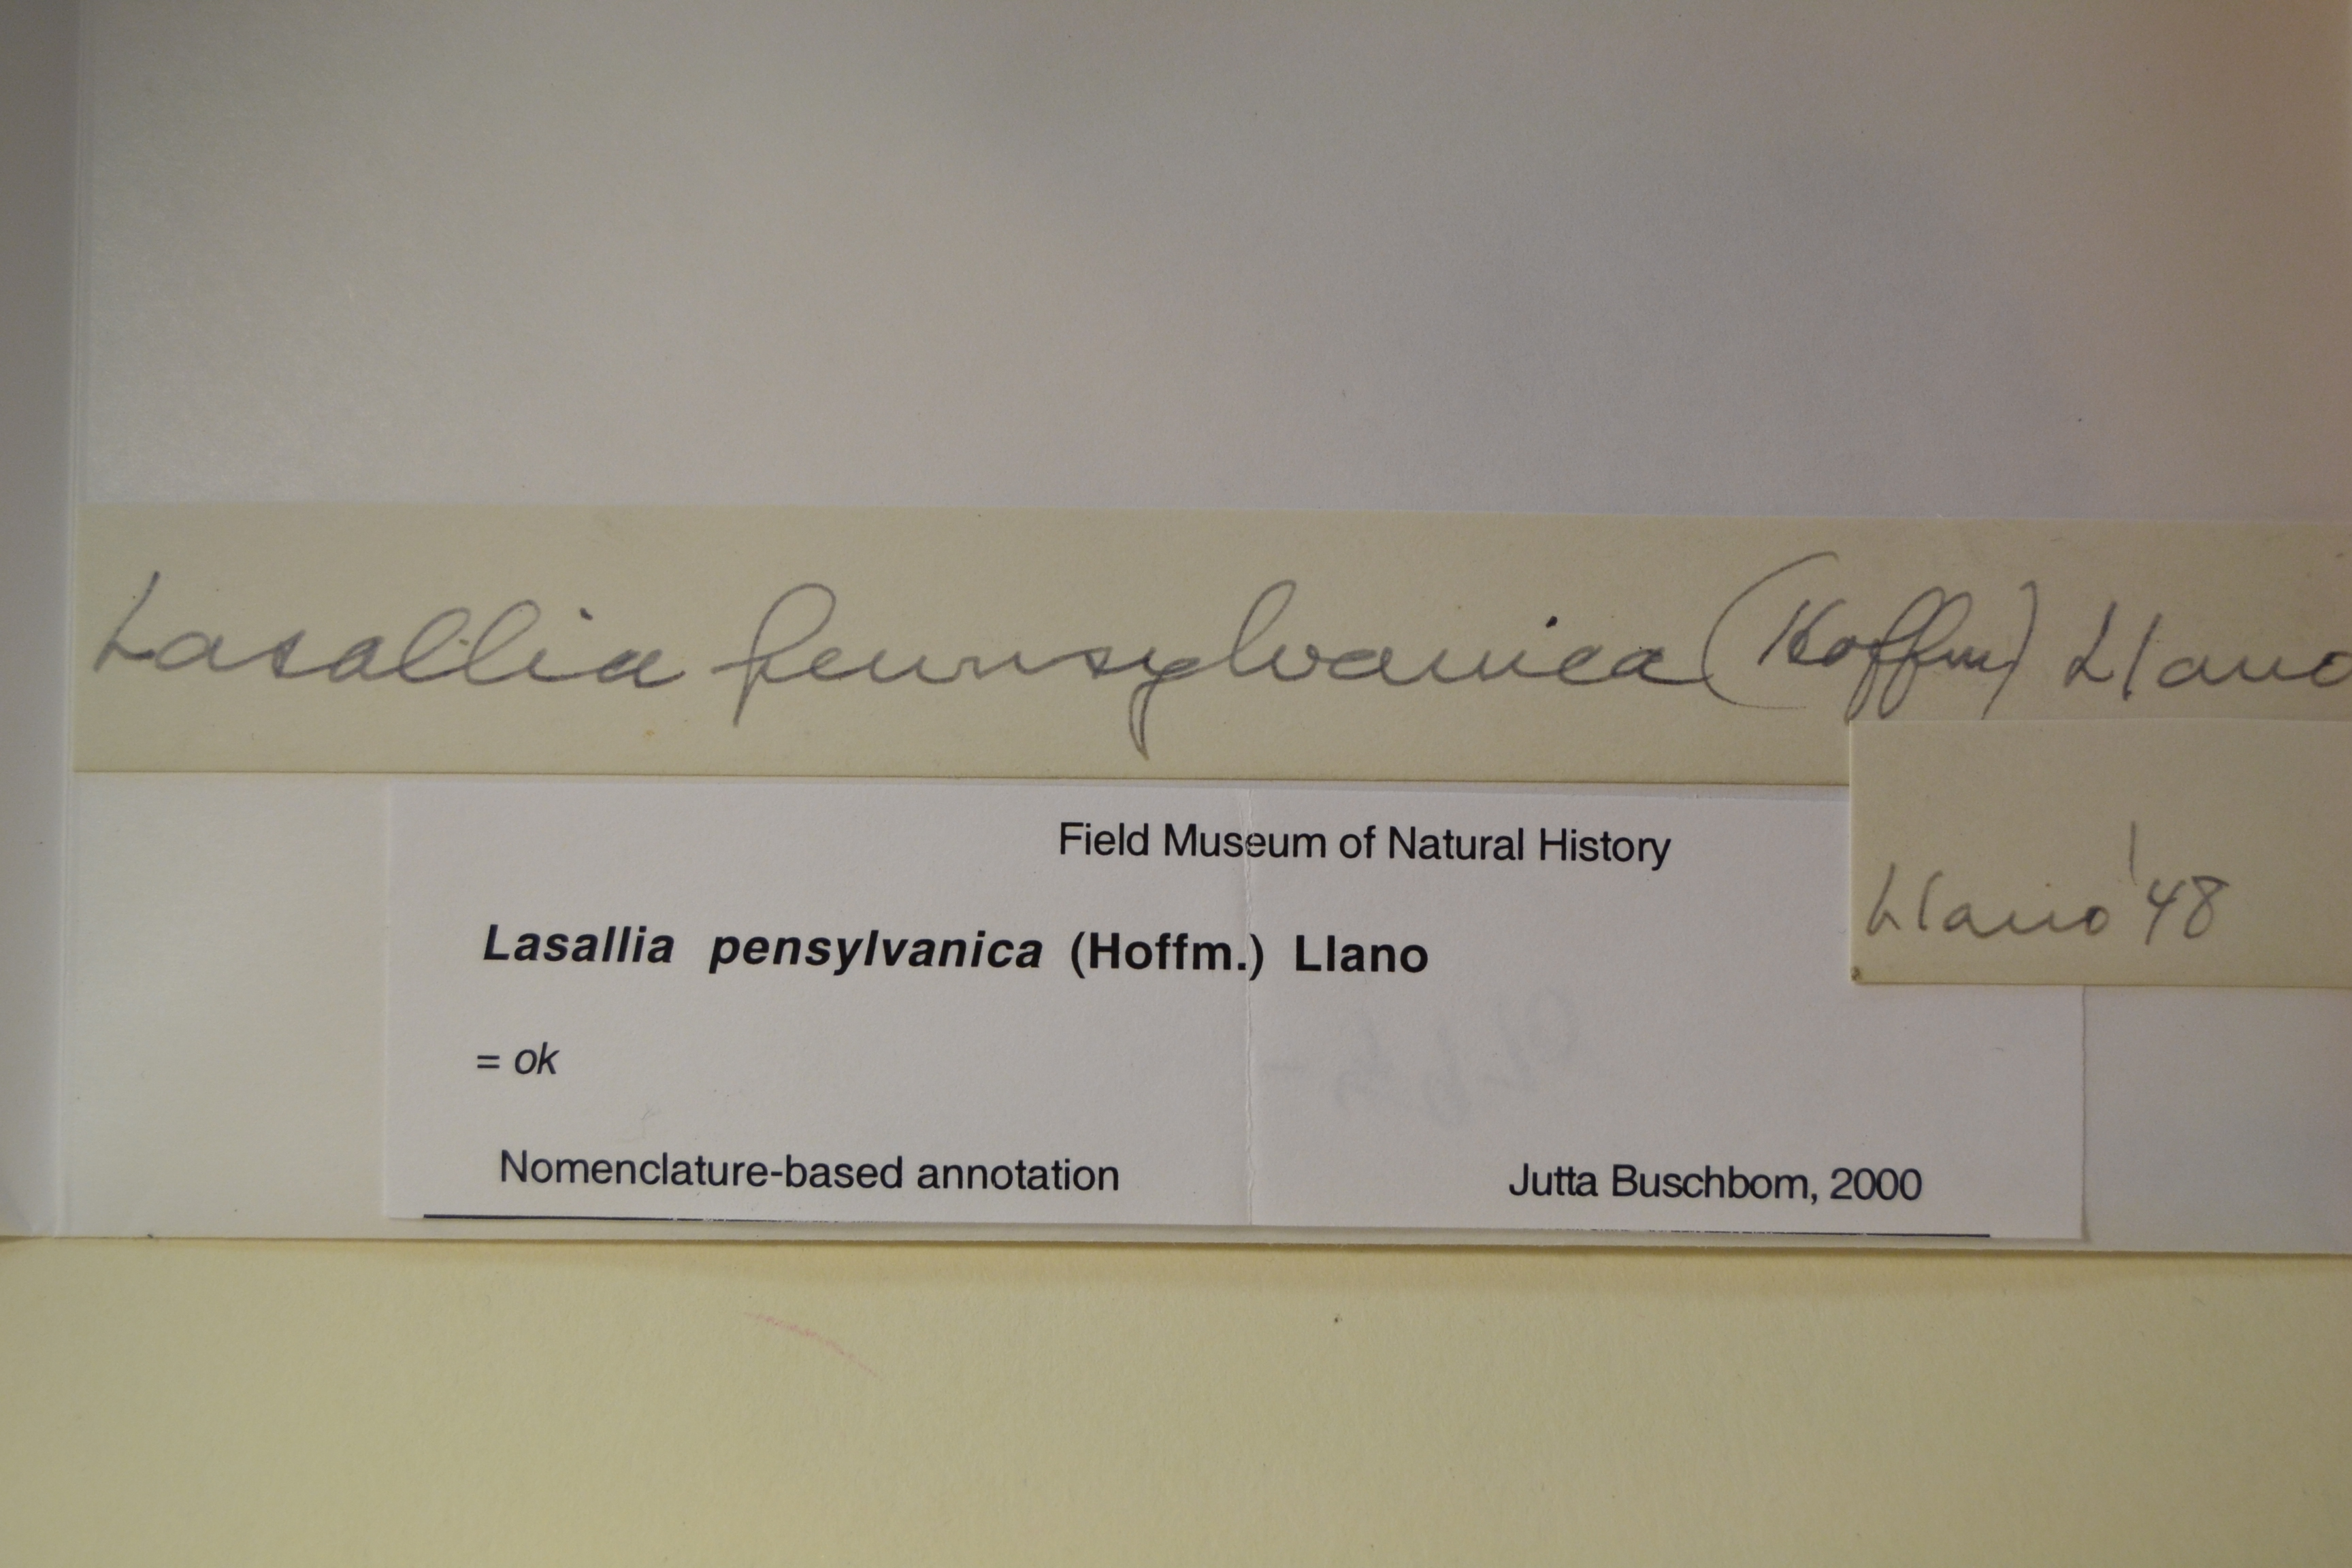 Lasallia pennsylvanica (Hoffm) Llano
Field Museum of Natural History
Llano '48
Lasallia pensylvanica (Hoffm.) Llano
= ok
Nomenclature-based annotation
Jutta Buschbom, 2000